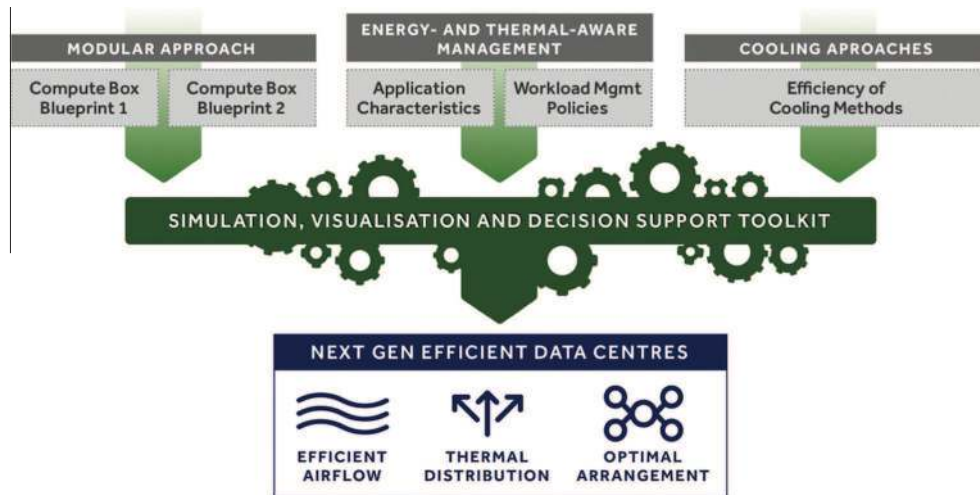 MODULAR APPROACH
Compute Box
Blueprint 1
Compute Box
Blueprint 2
ENERGY- AND THERMAL-AWARE
MANAGEMENT
Application
Characteristics
Workload Mgmt
Policies
COOLING APROACHES
Efficiency of
Cooling Methods
SIMULATION, VISUALISATION AND DECISION SUPPORT TOOLKIT
NEXT GEN EFFICIENT DATA CENTRES
EFFICIENT
AIRFLOW
THERMAL
DISTRIBUTION
OPTIMAL
ARRANGEMENT